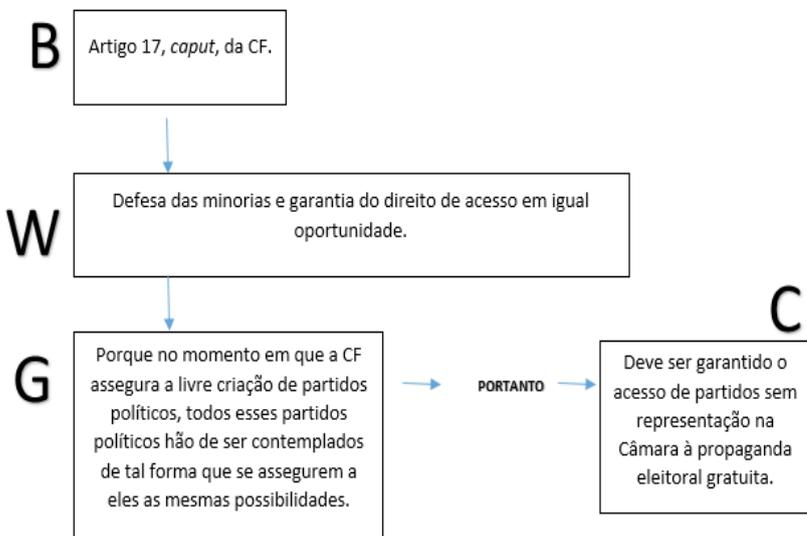 B
Artigo 17, caput, da CF.
W
Defesa das minorias e garantia do direito de acesso em igual
oportunidade.
G
Porque no momento em que a CF
assegura a livre criação de partidos
políticos, todos esses partidos
políticos hão de ser contemplados
de tal forma que se assegurem a
eles as mesmas possibilidades.
PORTANTO
C
Deve ser garantido o
acesso de partidos sem
representação na
Câmara à propaganda
eleitoral gratuita.